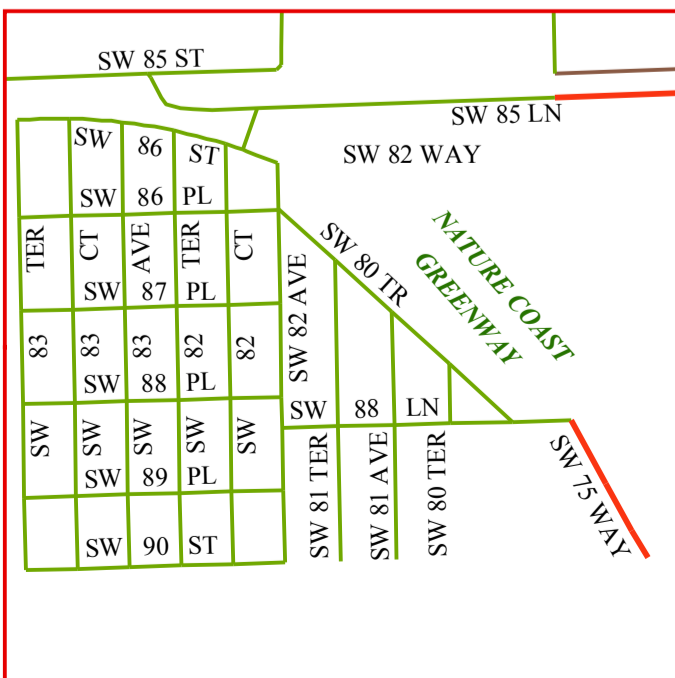 SW 85 ST
SW 85 LN
SW 86 ST
SW 82 WAY
SW 86 PL
NATURE COAST
GREENWAY
SW 80 TR
SW 87 PL
SW 88 PL
SW 88 LN
SW 89 PL
SW 90 ST
SW 83 TER
SW 83 CT
SW 83 AVE
SW 82 TER
SW 82 CT
SW 82 AVE
SW 81 TER
SW 81 AVE
SW 80 TER
SW 75 WAY